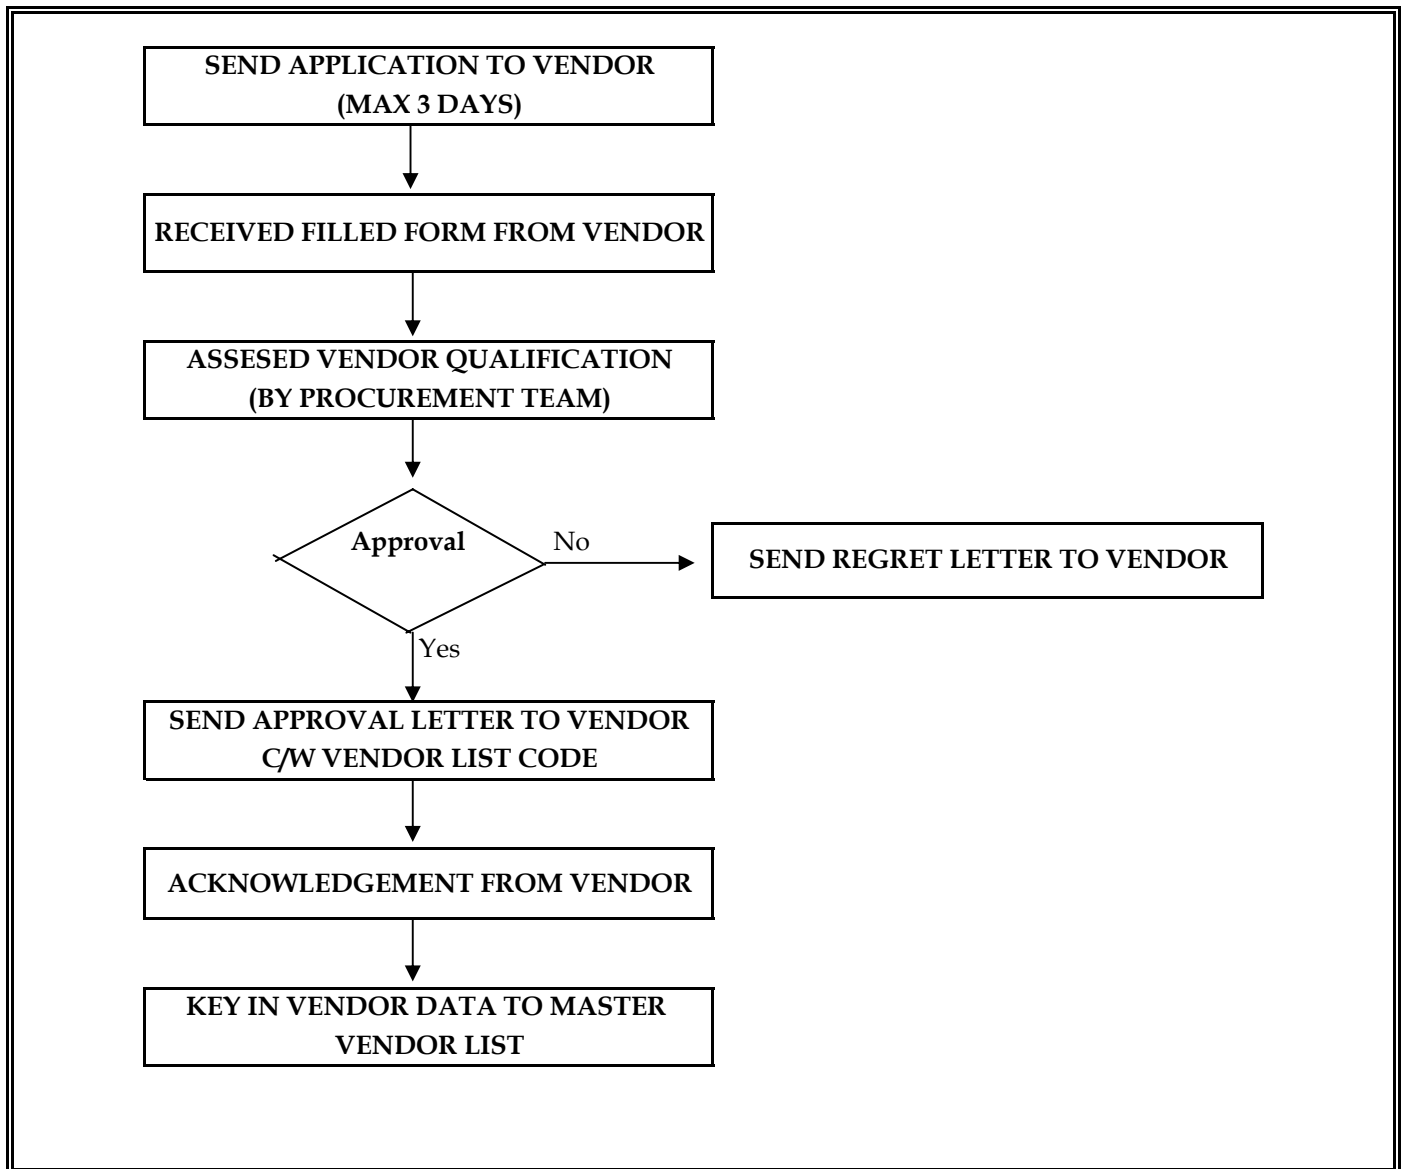 SEND APPLICATION TO VENDOR
(MAX 3 DAYS)
RECEIVED FILLED FORM FROM VENDOR
ASSESED VENDOR QUALIFICATION
(BY PROCUREMENT TEAM)
Approval
No
SEND REGRET LETTER TO VENDOR
Yes
SEND APPROVAL LETTER TO VENDOR
C/W VENDOR LIST CODE
ACKNOWLEDGEMENT FROM VENDOR
KEY IN VENDOR DATA TO MASTER
VENDOR LIST